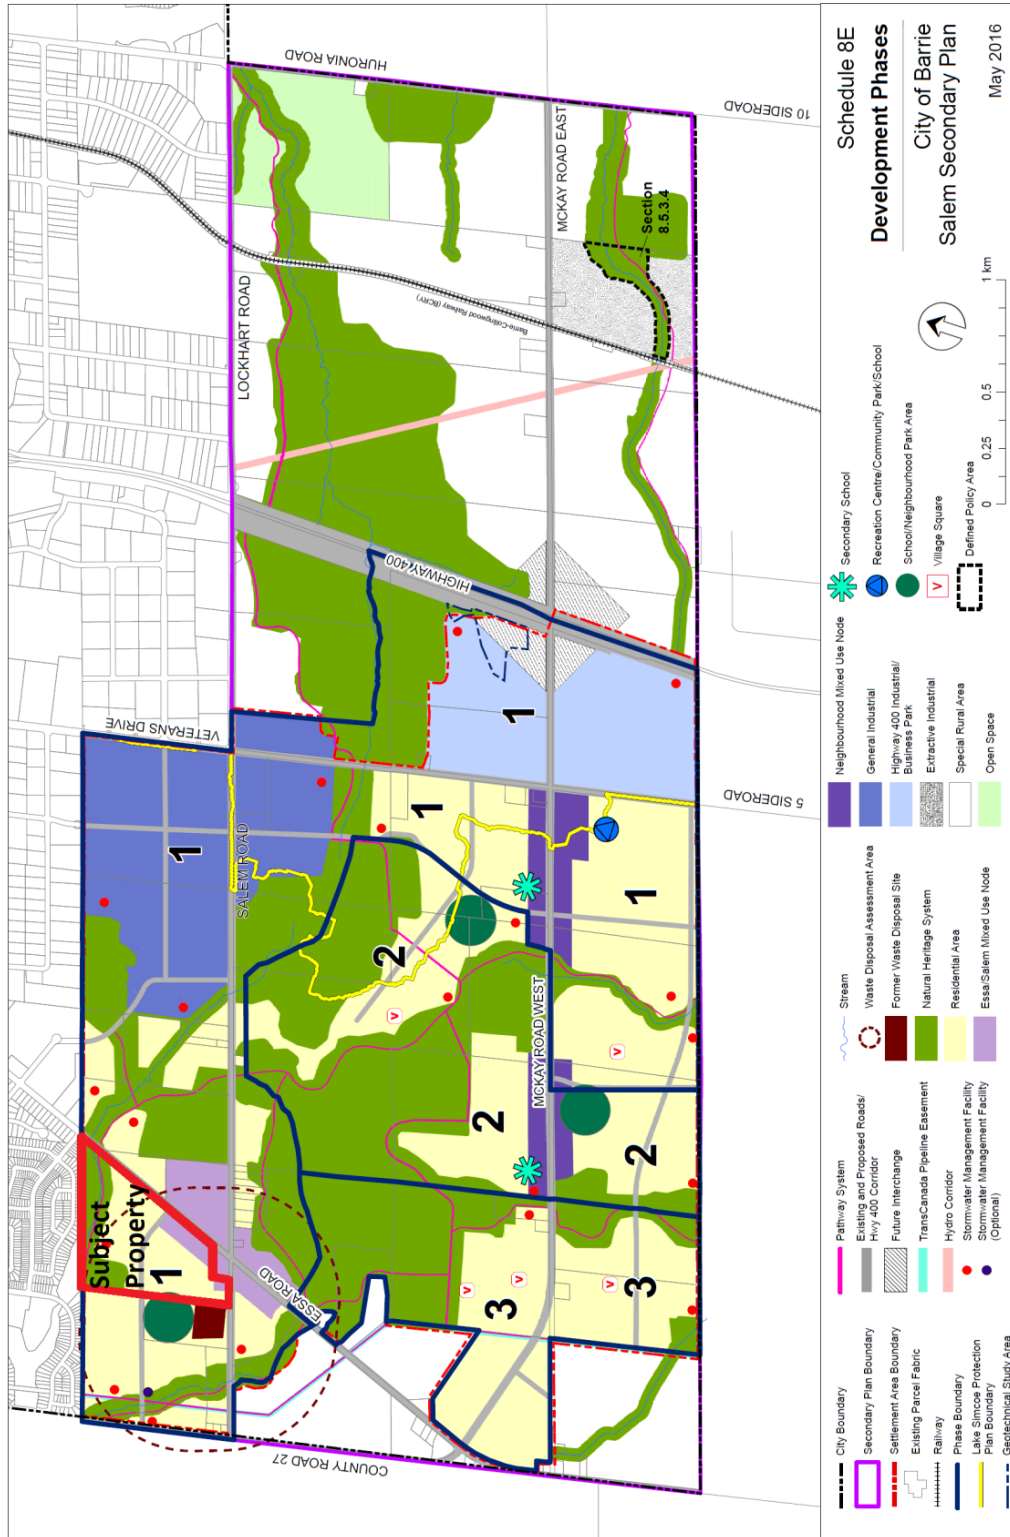 Schedule 8E
Development Phases
City of Barrie
Salem Secondary Plan
May 2016
HURONIA ROAD
10 SIDEROAD
MCKAY ROAD EAST
Section
8.5.3.4
LOCKHART ROAD
Barrie-Collingwood Railway (BCRY)
HIGHWAY 400
VETERANS DRIVE
5 SIDEROAD
SALEM ROAD
MCKAY ROAD WEST
ESSA ROAD
COUNTY ROAD 27
Subject
Property
1
1
1
1
1
2
2
2
3
3
V
V
V
V
V
City Boundary
Secondary Plan Boundary
Settlement Area Boundary
Existing Parcel Fabric
Railway
Phase Boundary
Lake Simcoe Protection
Plan Boundary
Geotechnical Study Area
Pathway System
Existing and Proposed Roads/
Hwy 400 Corridor
Future Interchange
TransCanada Pipeline Easement
Hydro Corridor
Stormwater Management Facility
Stormwater Management Facility
(Optional)
Stream
Waste Disposal Assessment Area
Former Waste Disposal Site
Natural Heritage System
Residential Area
Essa/Salem Mixed Use Node
Neighbourhood Mixed Use Node
General Industrial
Highway 400 Industrial/
Business Park
Extractive Industrial
Special Rural Area
Open Space
Secondary School
Recreation Centre/Community Park/School
School/Neighbourhood Park Area
V Village Square
Defined Policy Area
0 0.25 0.5 1 km